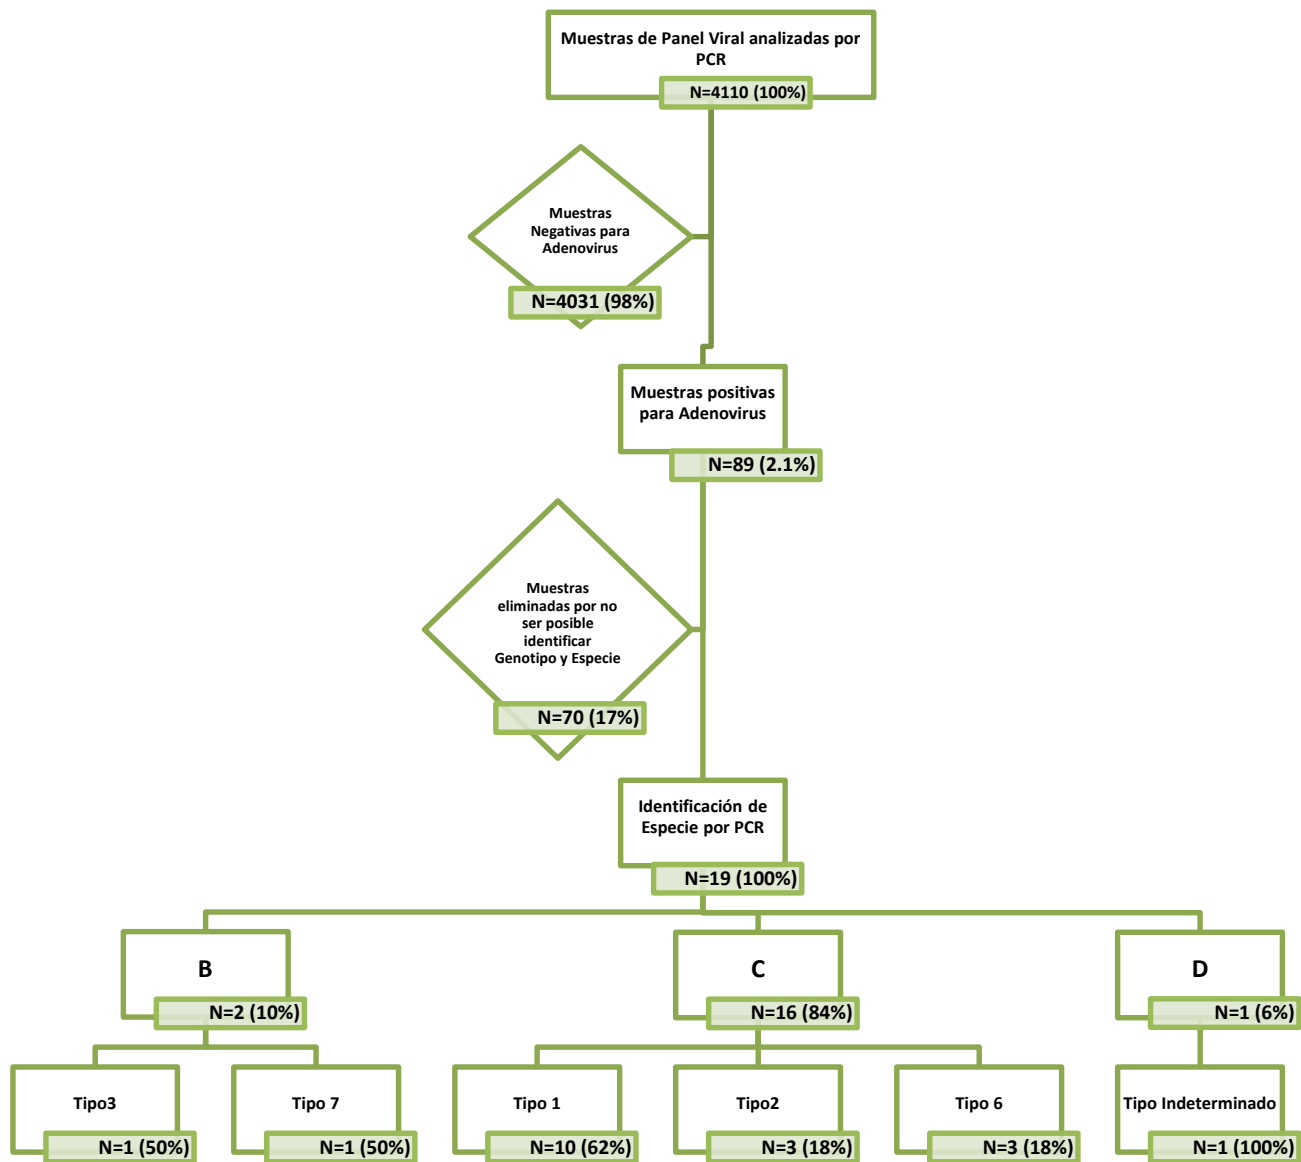 Muestras de Panel Viral analizadas por
PCR
N=4110 (100%)
Muestras
Negativas para
Adenovirus
N=4031 (98%)
Muestras positivas
para Adenovirus
N=89 (2.1%)
Muestras
eliminadas por no
ser posible
identificar
Genotipo y Especie
N=70 (17%)
Identificación de
Especie por PCR
N=19 (100%)
B
N=2 (10%)
C
N=16 (84%)
D
N=1 (6%)
Tipo3
N=1 (50%)
Tipo 7
N=1 (50%)
Tipo 1
N=10 (62%)
Tipo2
N=3 (18%)
Tipo 6
N=3 (18%)
Tipo Indeterminado
N=1 (100%)